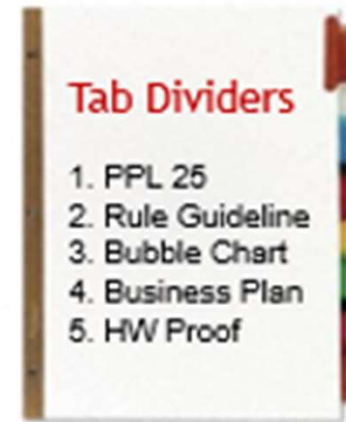 Tab Dividers
1. PPL 25
2. Rule Guideline
3. Bubble Chart
4. Business Plan
5. HW Proof